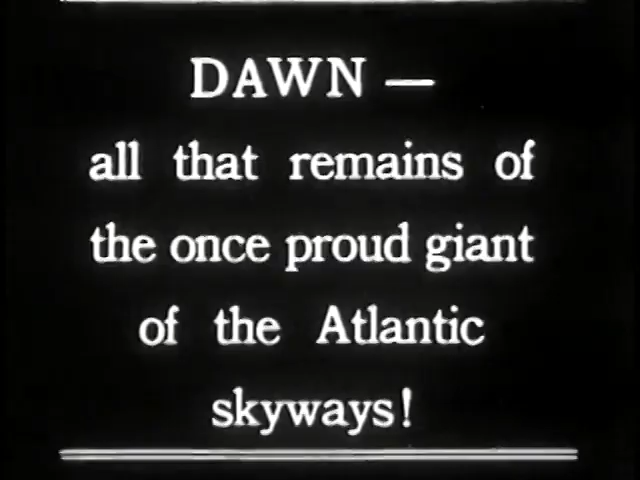 DAWN —
all that remains of
the once proud giant
of the Atlantic
skyways!